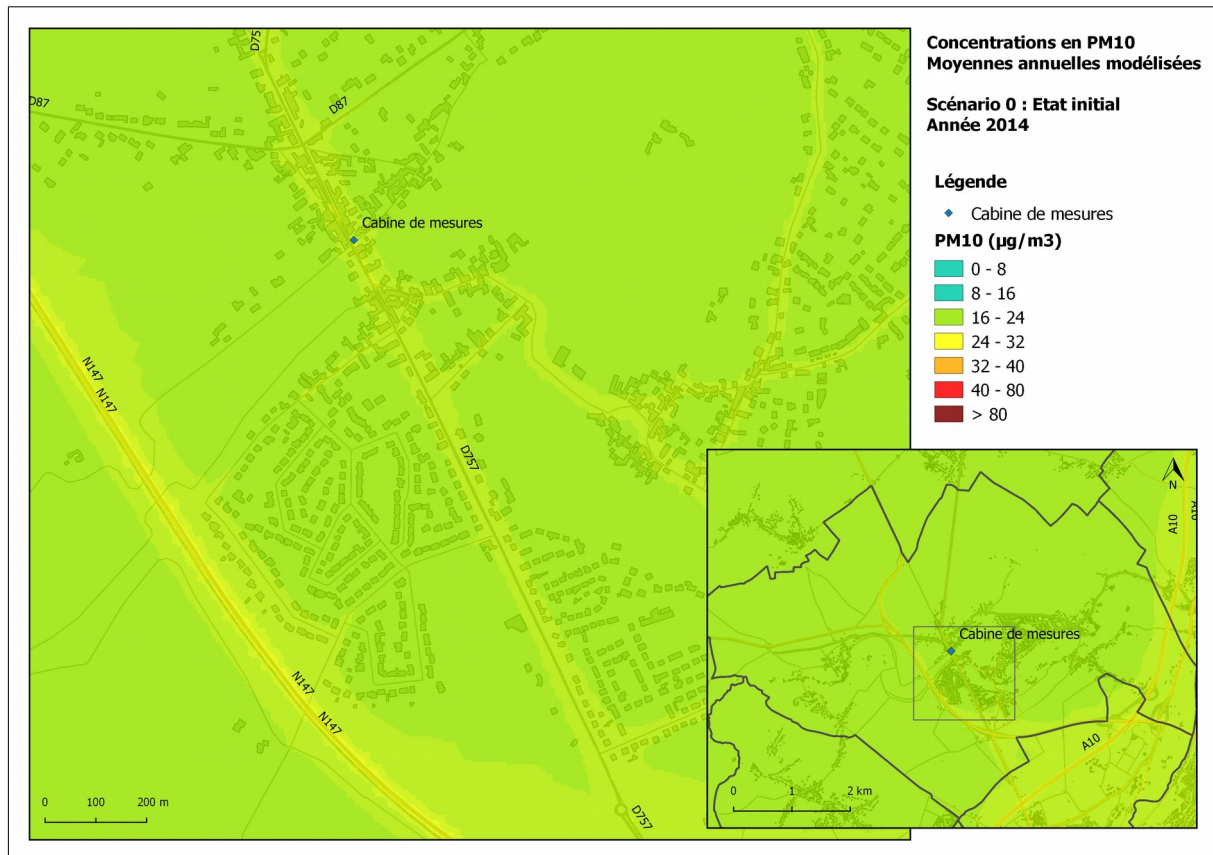 Concentrations en PM10
Moyennes annuelles modélisées
Scénario 0 : Etat initial
Année 2014
Légende
Cabine de mesures
PM10 (µg/m3)
0 - 8
8 - 16
16 - 24
24 - 32
32 - 40
40 - 80
> 80
D75
D87
D87
Cabine de mesures
N147
N147
D757
N147
N147
D757
0 100 200 m
N
A10
A10
Cabine de mesures
A10
0 1 2 km